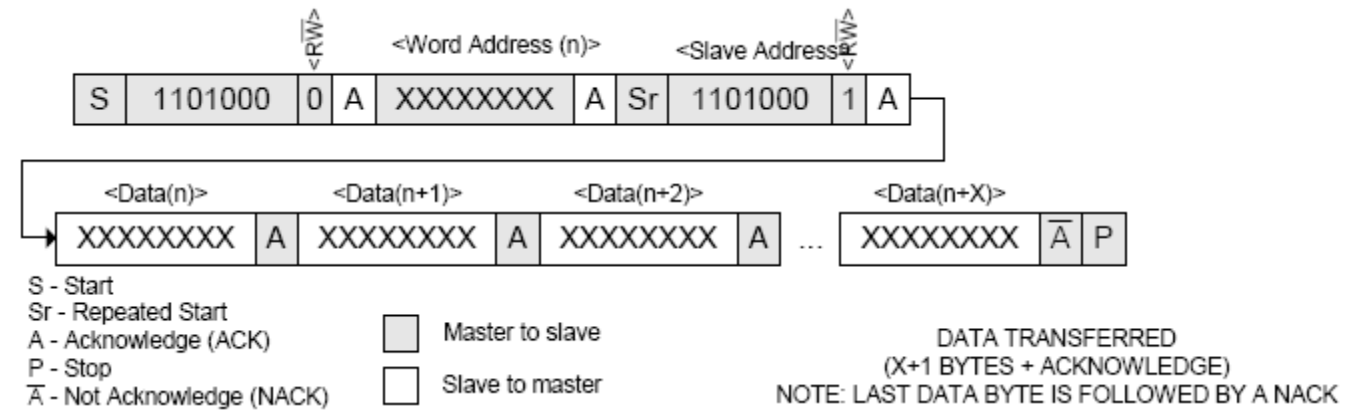 <RW̅> <Word Address (n)> <Slave Address> <RW̅>
S 1101000 0 A XXXXXXXX A Sr 1101000 1 A
<Data(n)> <Data(n+1)> <Data(n+2)> <Data(n+X)>
XXXXXXXX A XXXXXXXX A XXXXXXXX A ... XXXXXXXX A̅ P
S - Start
Sr - Repeated Start
A - Acknowledge (ACK)
P - Stop
A̅ - Not Acknowledge (NACK)
Master to slave
Slave to master
DATA TRANSFERRED
(X+1 BYTES + ACKNOWLEDGE)
NOTE: LAST DATA BYTE IS FOLLOWED BY A NACK